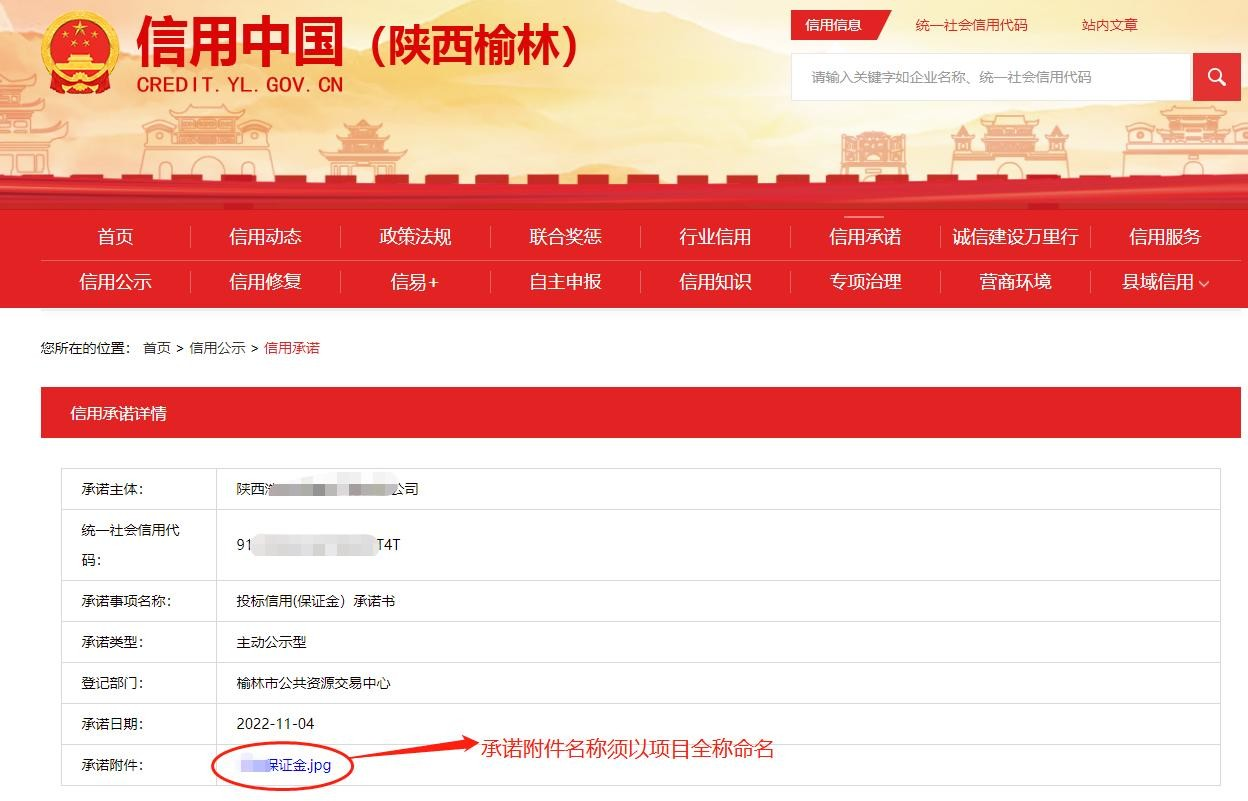 信用中国（陕西榆林）
CREDIT.YL.GOV.CN
信用信息 统一社会信用代码 站内文章
请输入关键字如企业名称、统一社会信用代码
首页 信用动态 政策法规 联合奖惩 行业信用 信用承诺 诚信建设万里行 信用服务
信用公示 信用修复 信易+ 自主申报 信用知识 专项治理 营商环境 县域信用
您所在的位置： 首页 > 信用公示 > 信用承诺
信用承诺详情
承诺主体： 陕西 公司
统一社会信用代
码：
91 T4T
承诺事项名称： 投标信用(保证金）承诺书
承诺类型： 主动公示型
登记部门： 榆林市公共资源交易中心
承诺日期： 2022-11-04
承诺附件： 保证金.jpg
承诺附件名称须以项目全称命名